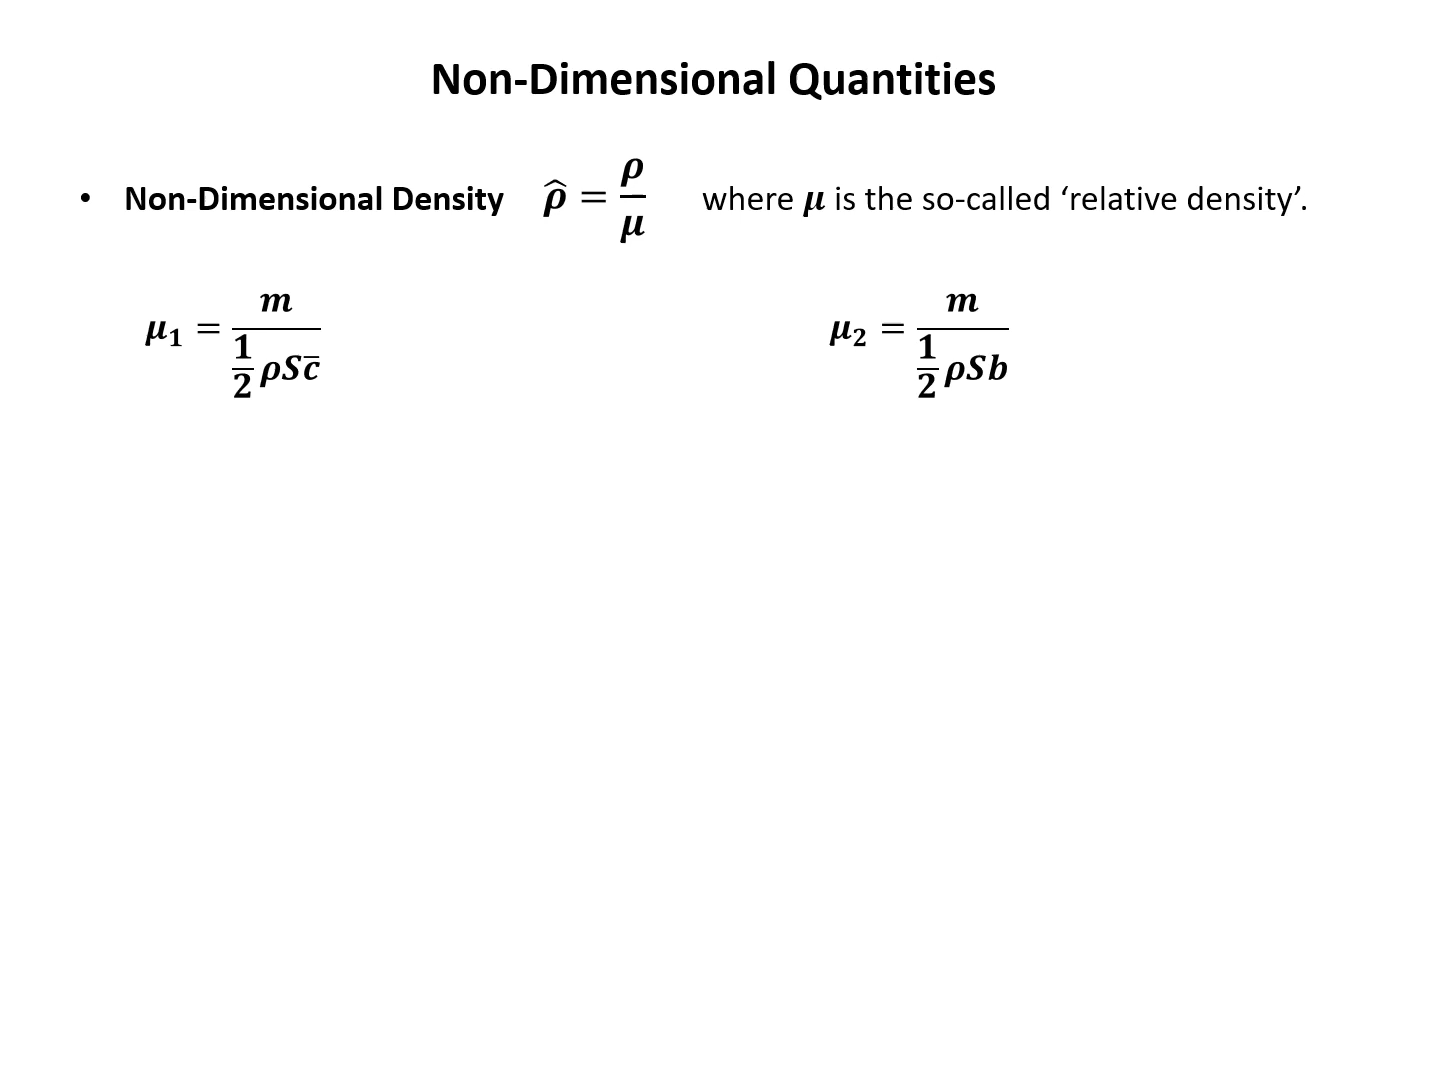 Non-Dimensional Quantities
• Non-Dimensional Density ρ̂ = ρ/μ where μ is the so-called ‘relative density’.
μ₁ = m / (1/2 ρSc̅) μ₂ = m / (1/2 ρSb)